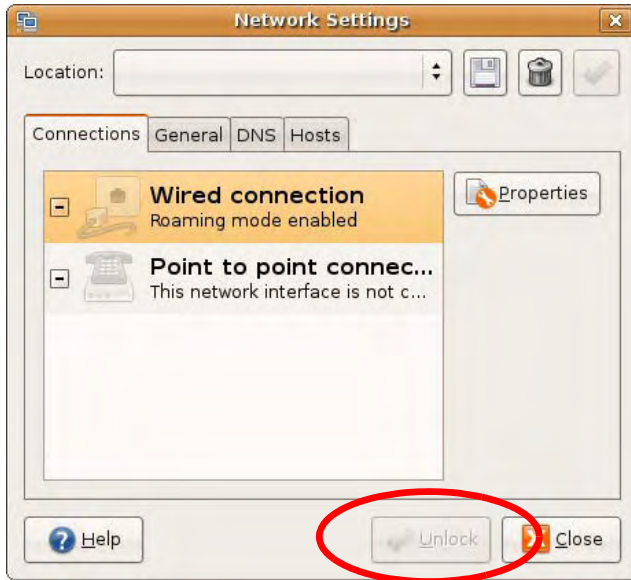 Network Settings
Location:
Connections General DNS Hosts
Wired connection
Roaming mode enabled
Properties
Point to point connec...
This network interface is not c...
Help Unlock Close